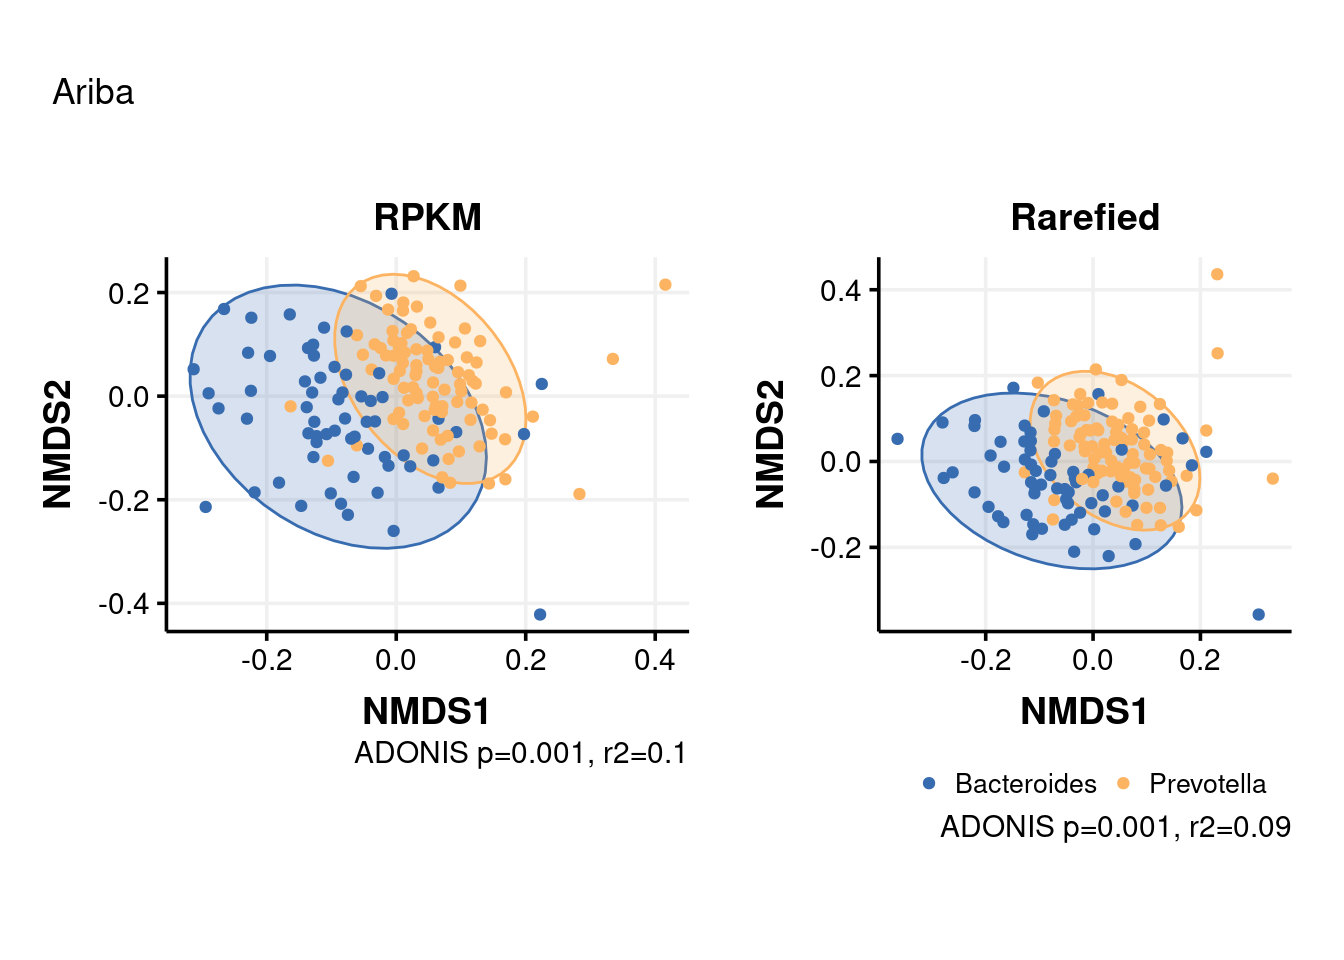 Ariba
RPKM
NMDS2
0.2
0.0
-0.2
-0.4
-0.2 0.0 0.2 0.4
NMDS1
ADONIS p=0.001, r2=0.1
Rarefied
NMDS2
0.4
0.2
0.0
-0.2
-0.2 0.0 0.2
NMDS1
Bacteroides Prevotella
ADONIS p=0.001, r2=0.09